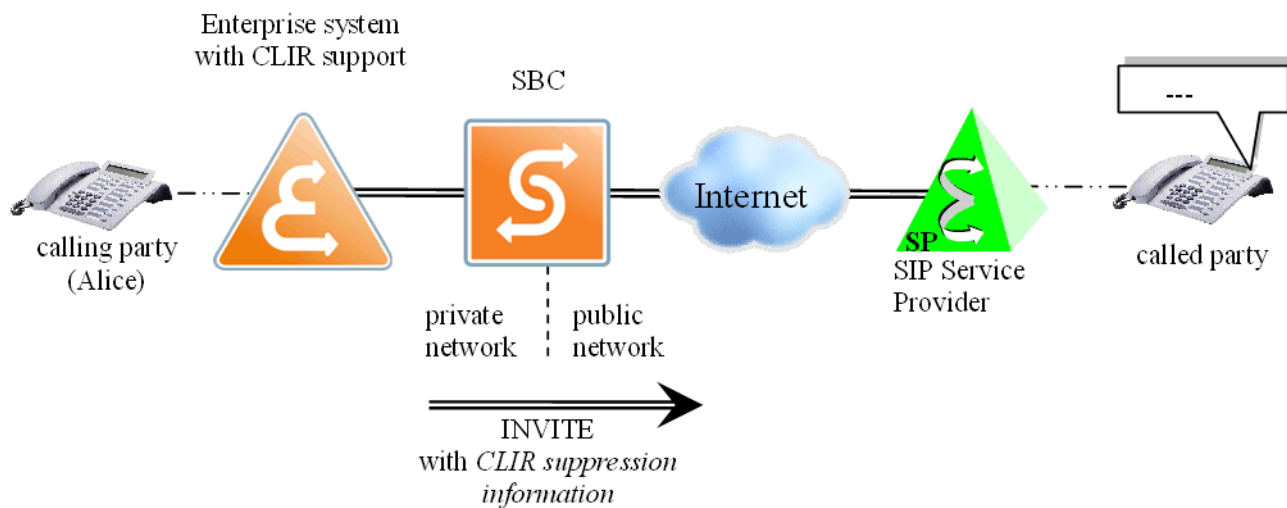 Enterprise system
with CLIR support
SBC
---
Internet
calling party
(Alice)
SP
SIP Service
Provider
called party
private
network
public
network
INVITE
with CLIR suppression
information